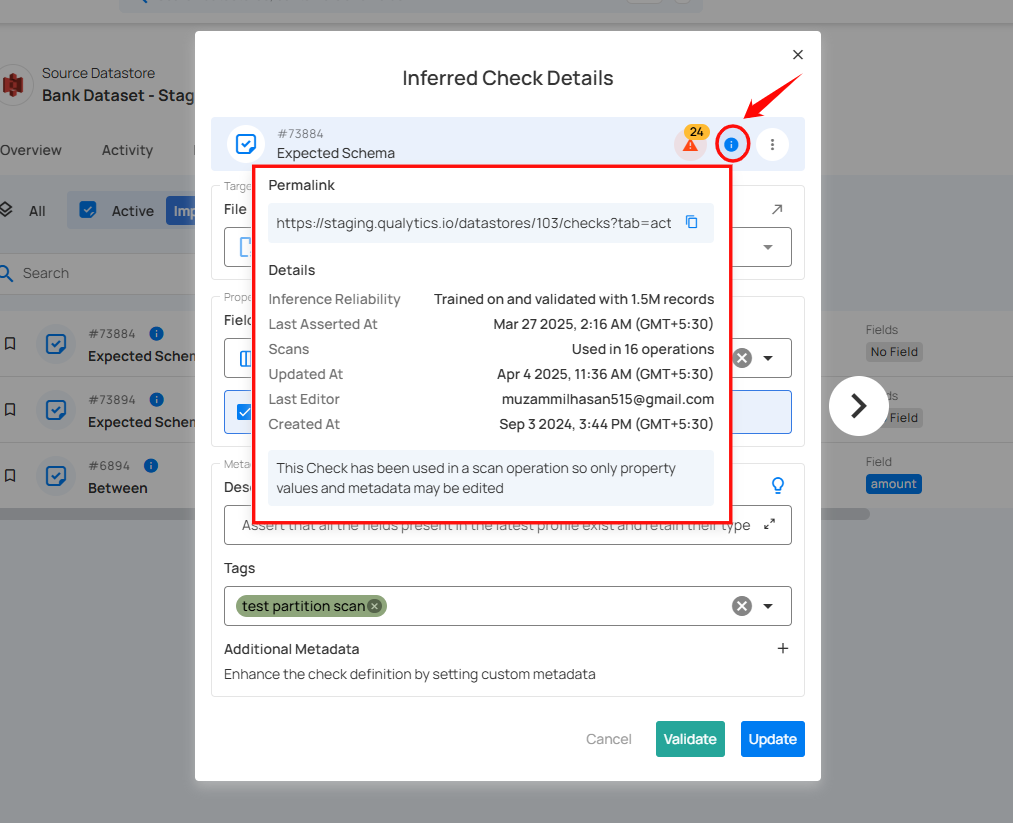 Source Datastore
Bank Dataset - Stag
Overview
Activity
All
Active
Imp
Search
#73884
Expected Schem
#73894
Expected Schem
#6894
Between
Inferred Check Details
#73884
Expected Schema
24
Targe
File
Permalink
https://staging.qualytics.io/datastores/103/checks?tab=act
Details
Inference Reliability Trained on and validated with 1.5M records
Last Asserted At Mar 27 2025, 2:16 AM (GMT+5:30)
Scans Used in 16 operations
Updated At Apr 4 2025, 11:36 AM (GMT+5:30)
Last Editor muzammilhasan515@gmail.com
Created At Sep 3 2024, 3:44 PM (GMT+5:30)
This Check has been used in a scan operation so only property
values and metadata may be edited
Prope
Field
Meta
Des
Assert that all the fields present in the latest profile exist and retain their type
Tags
test partition scan
Additional Metadata
Enhance the check definition by setting custom metadata
Cancel
Validate
Update
Fields
No Field
ds
Field
Field
amount